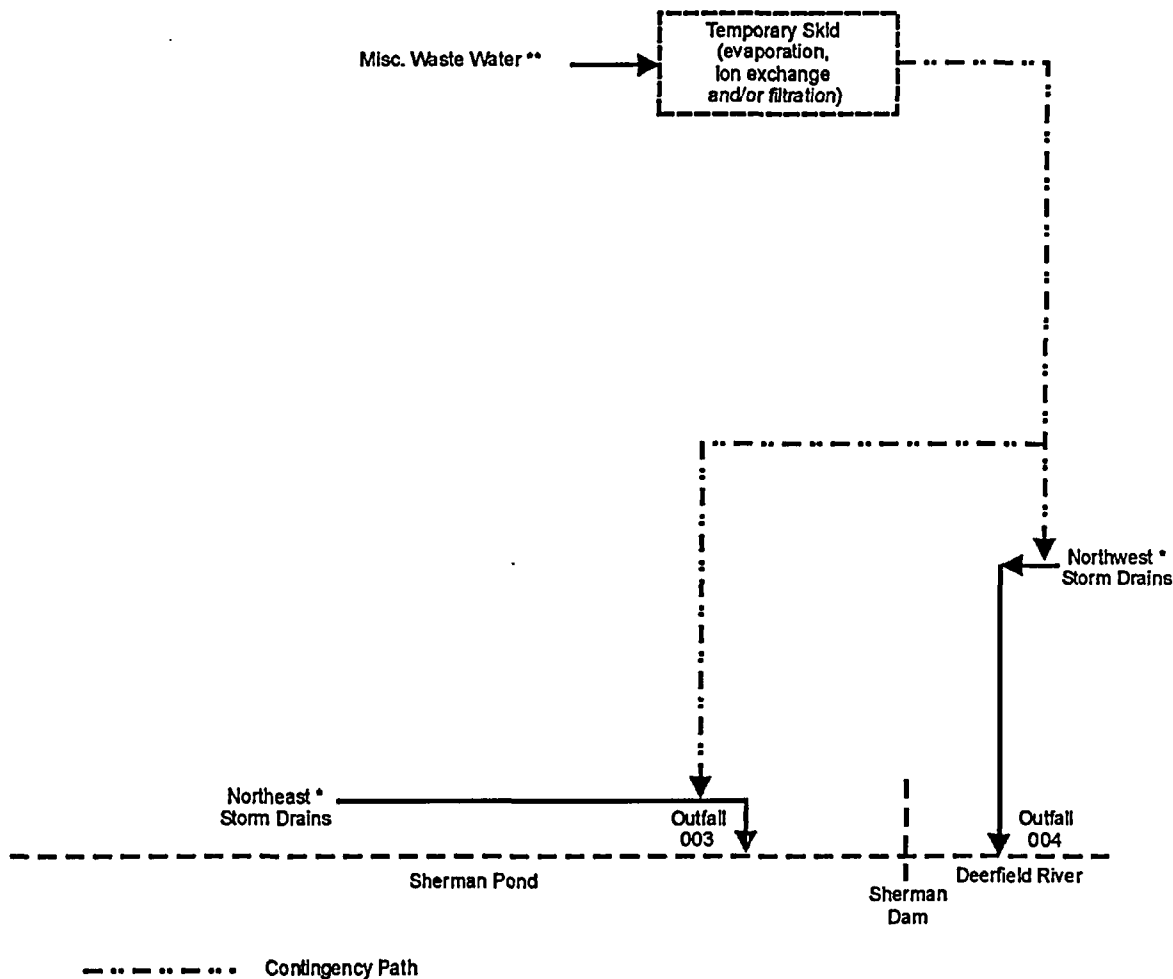 Misc. Waste Water **
Temporary Skid
(evaporation,
ion exchange
and/or filtration)
Northwest *
Storm Drains
Northeast *
Storm Drains
Outfall
003
Outfall
004
Sherman Pond
Sherman
Dam
Deerfield River
Contingency Path